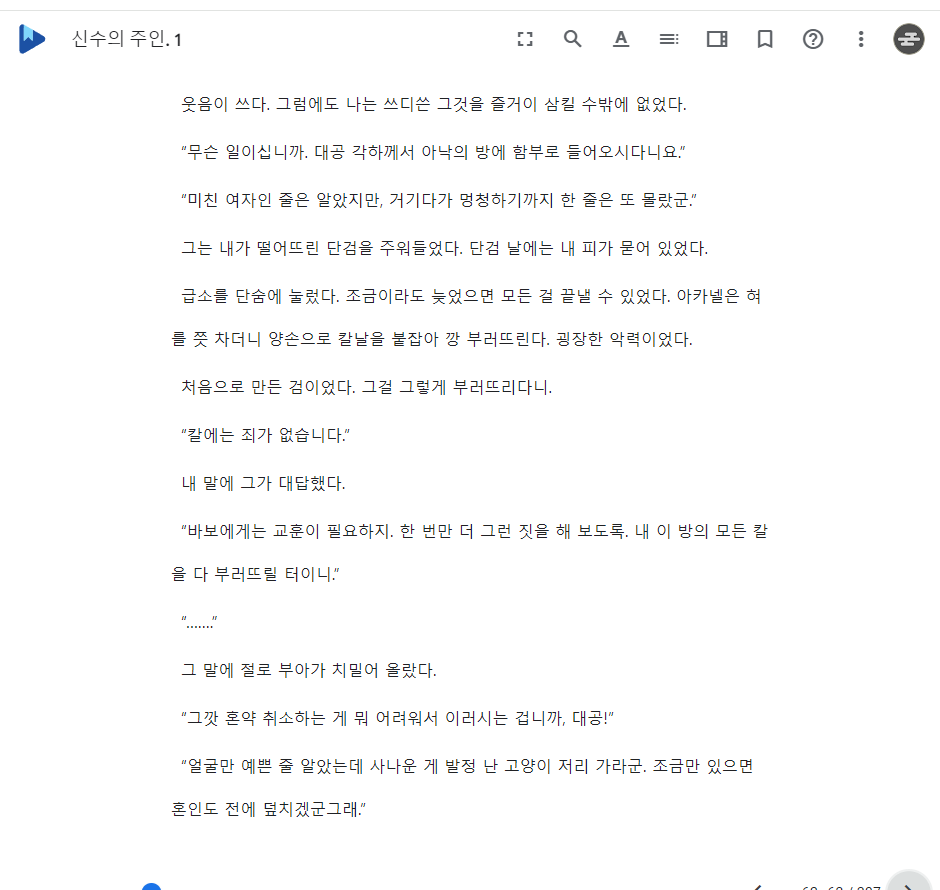 신수의 주인. 1
웃음이 쓰다. 그럼에도 나는 쓰디쓴 그것을 즐거이 삼킬 수밖에 없었다.
“무슨 일이십니까. 대공 각하께서 아낙의 방에 함부로 들어오시다니요.”
“미친 여자인 줄은 알았지만, 거기다가 멍청하기까지 한 줄은 또 몰랐군.”
그는 내가 떨어뜨린 단검을 주워들었다. 단검 날에는 내 피가 묻어 있었다.
급소를 단숨에 눌렀다. 조금이라도 늦었으면 모든 걸 끝낼 수 있었다. 아카넬은 혀
를 쯧 차더니 양손으로 칼날을 붙잡아 깡 부러뜨린다. 굉장한 악력이었다.
처음으로 만든 검이었다. 그걸 그렇게 부러뜨리다니.
“칼에는 죄가 없습니다.”
내 말에 그가 대답했다.
“바보에게는 교훈이 필요하지. 한 번만 더 그런 짓을 해 보도록. 내 이 방의 모든 칼
을 다 부러뜨릴 터이니.”
“.......”
그 말에 절로 부아가 치밀어 올랐다.
“그깟 혼약 취소하는 게 뭐 어려워서 이러시는 겁니까, 대공!”
“얼굴만 예쁜 줄 알았는데 사나운 게 발정 난 고양이 저리 가라군. 조금만 있으면
혼인도 전에 덮치겠군그래.”